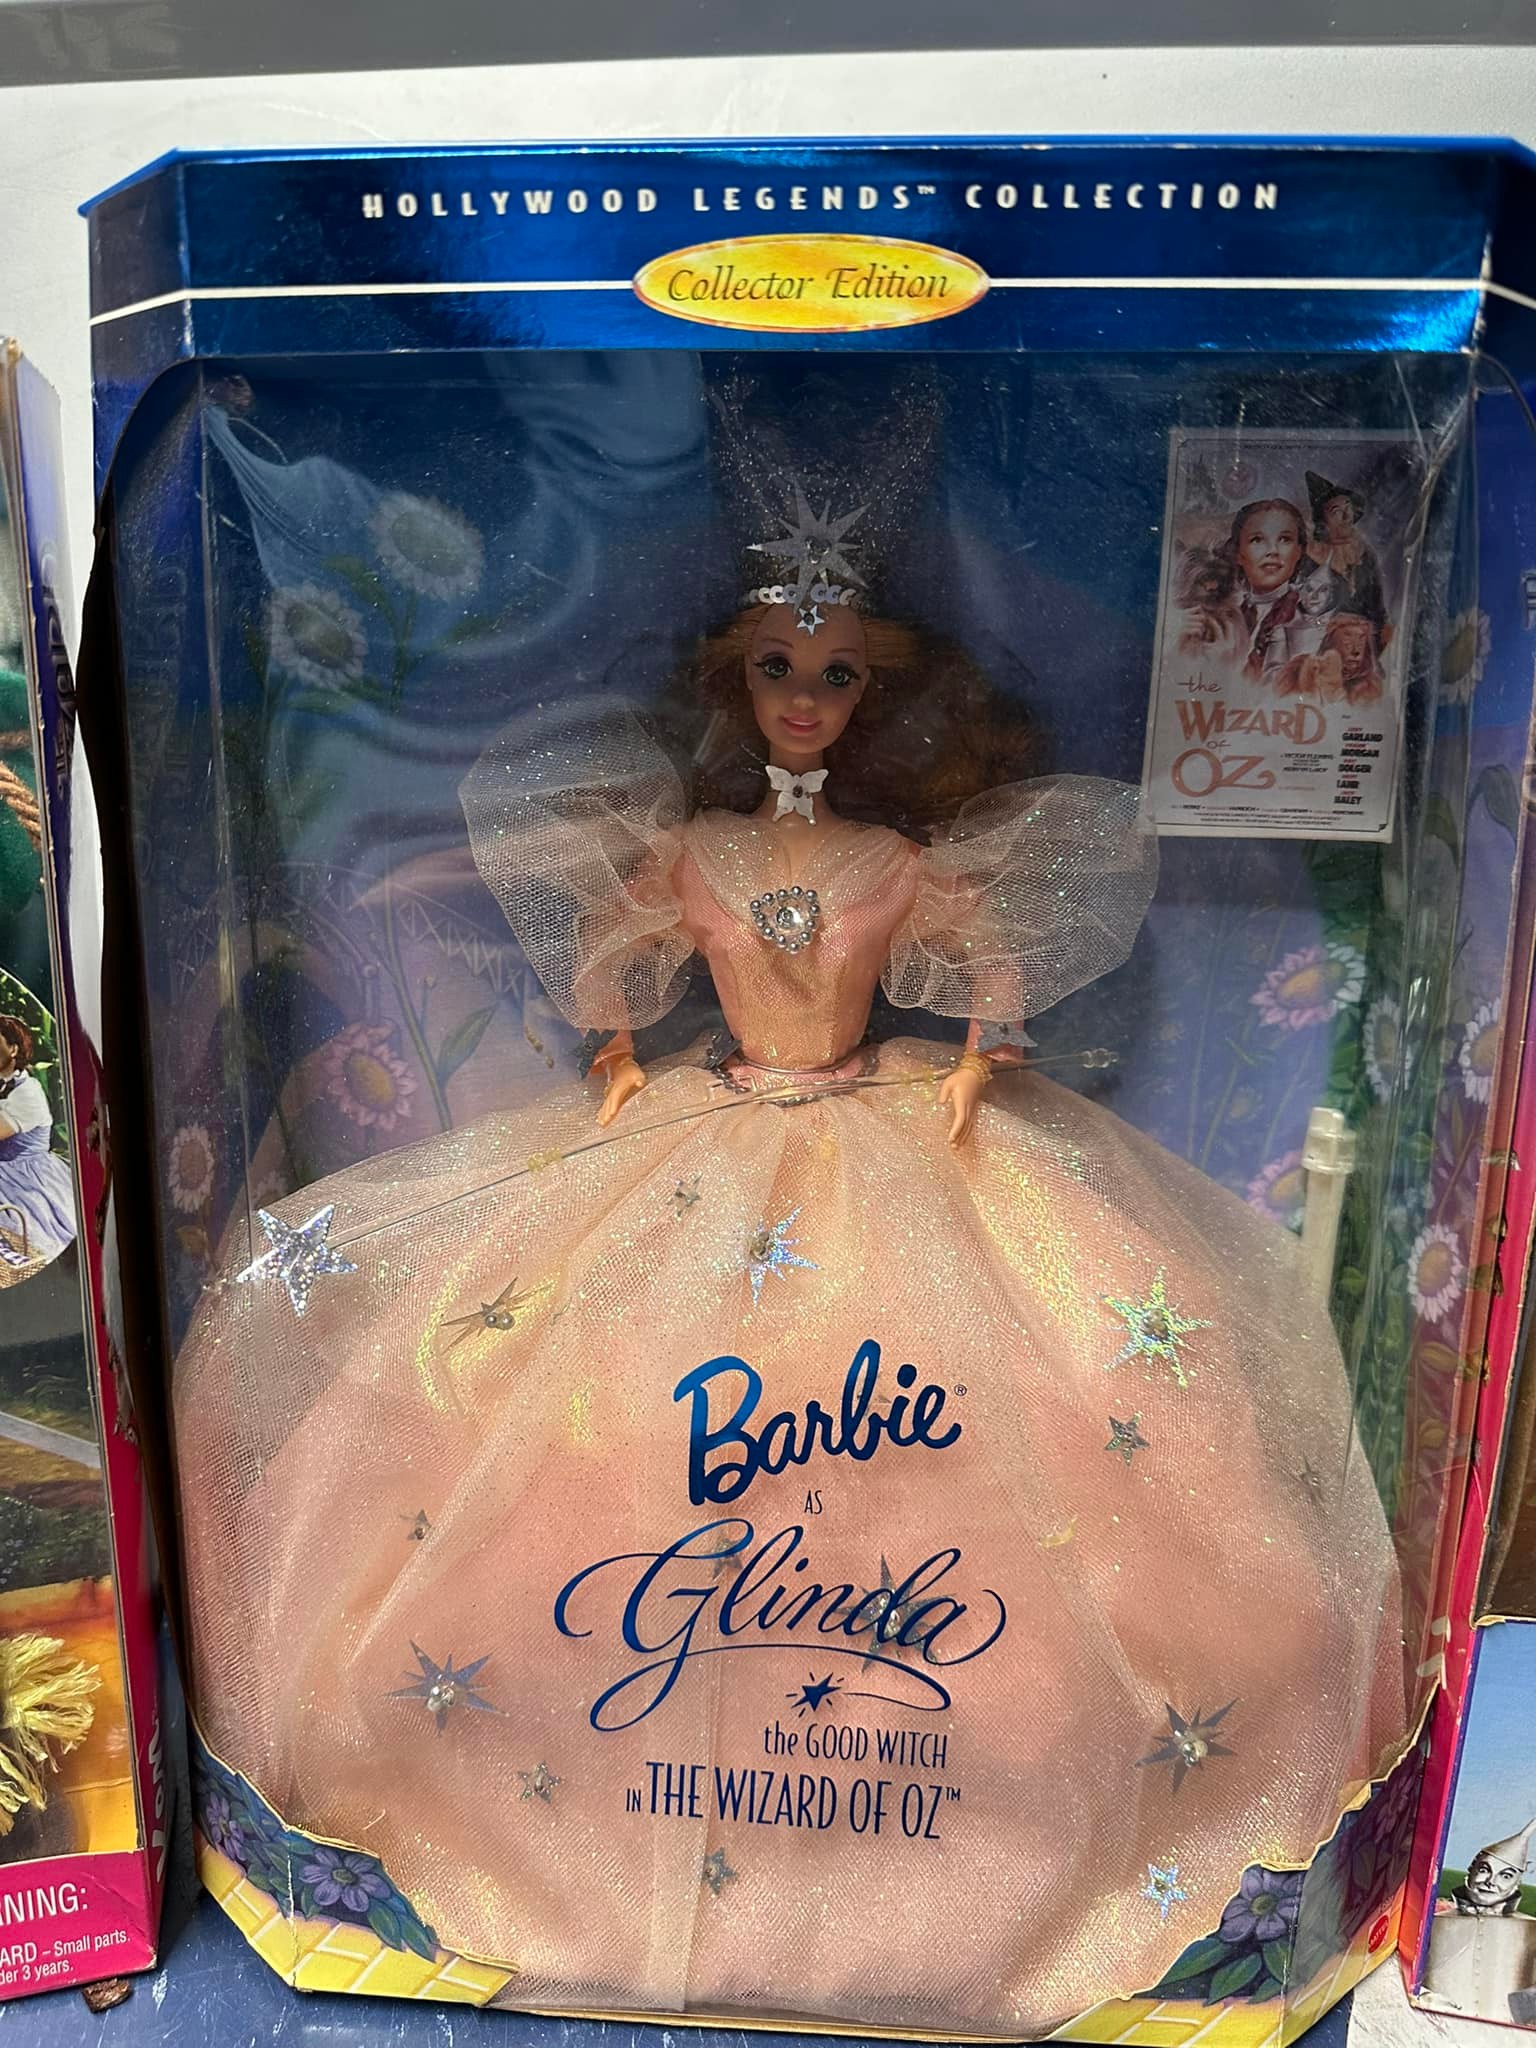 HOLLYWOOD LEGENDS™ COLLECTION
Collector Edition
the
WIZARD
OF
OZ
GARLAND
MORGAN
BOLGER
LAHR
HALEY
Barbie®
AS
Glinda
the GOOD WITCH
IN THE WIZARD OF OZ™
NING:
ARD – Small parts.
der 3 years.